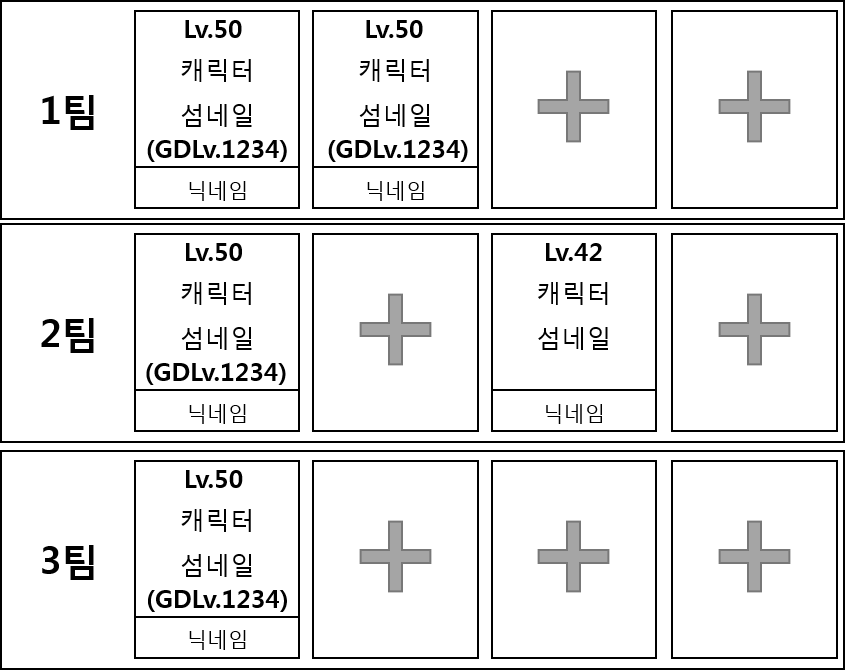 1팀
Lv.50
캐릭터
섬네일
(GDLv.1234)
닉네임
Lv.50
캐릭터
섬네일
(GDLv.1234)
닉네임
2팀
Lv.50
캐릭터
섬네일
(GDLv.1234)
닉네임
Lv.42
캐릭터
섬네일
닉네임
3팀
Lv.50
캐릭터
섬네일
(GDLv.1234)
닉네임